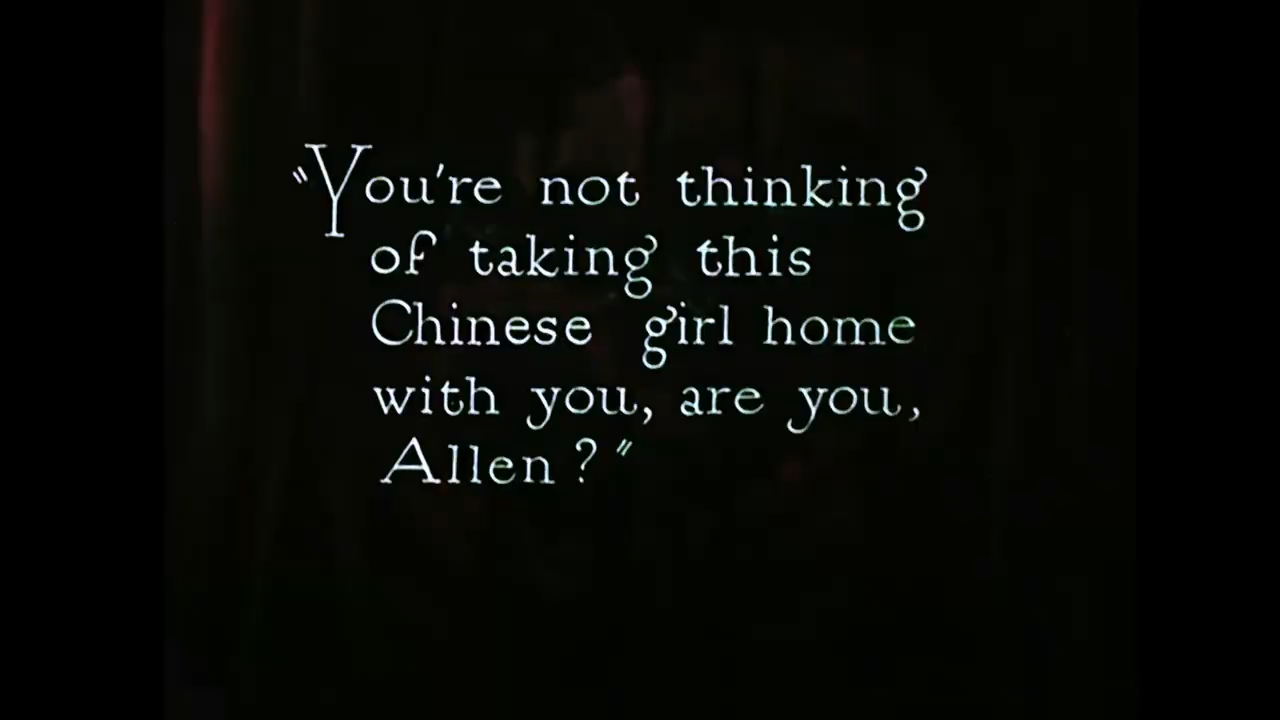 "You're not thinking
of taking this
Chinese girl home
with you, are you,
Allen?"